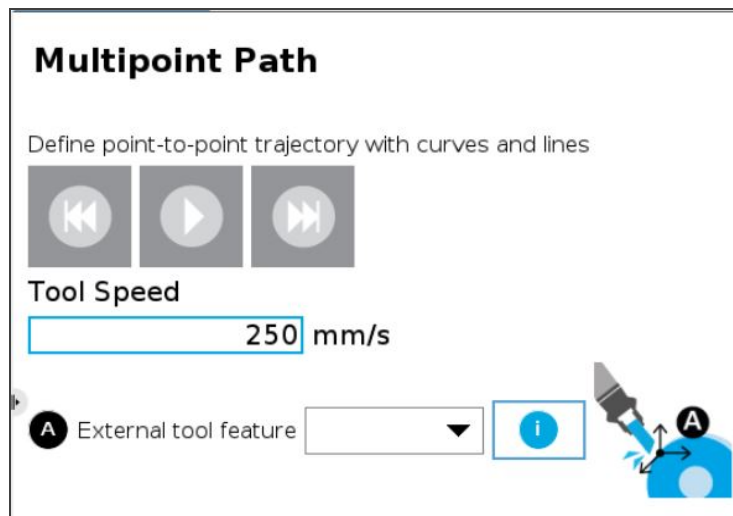 Multipoint Path
Define point-to-point trajectory with curves and lines
Tool Speed
250 mm/s
A External tool feature i
A